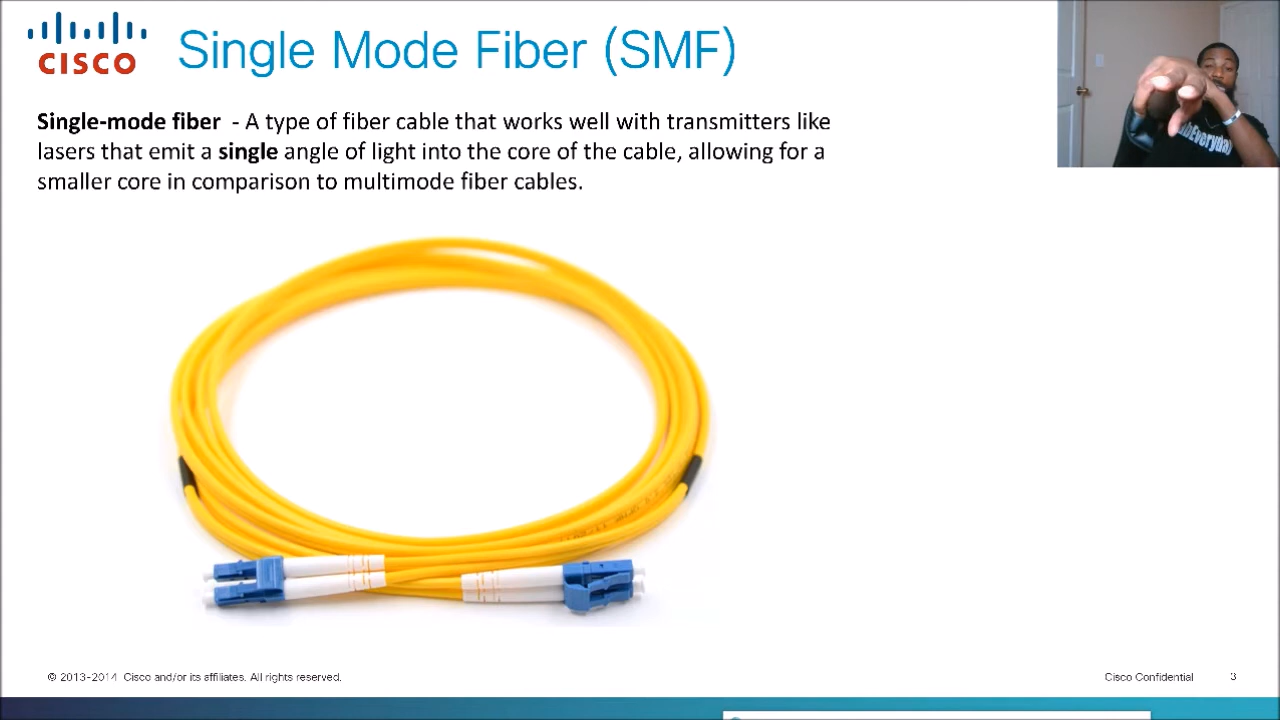 CISCO
Single Mode Fiber (SMF)
Single-mode fiber - A type of fiber cable that works well with transmitters like
lasers that emit a single angle of light into the core of the cable, allowing for a
smaller core in comparison to multimode fiber cables.
© 2013-2014 Cisco and/or its affiliates. All rights reserved.
Cisco Confidential
3